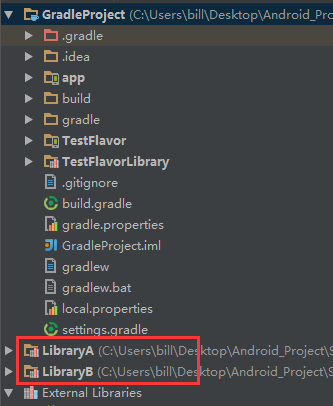 GradleProject (C:\Users\bill\Desktop\Android_Pro
.gradle
.idea
app
build
gradle
TestFlavor
TestFlavorLibrary
.gitignore
build.gradle
gradle.properties
GradleProject.iml
gradlew
gradlew.bat
local.properties
settings.gradle
LibraryA (C:\Users\bill\Desktop\Android_Project\S
LibraryB (C:\Users\bill\Desktop\Android_Project\S
External Libraries